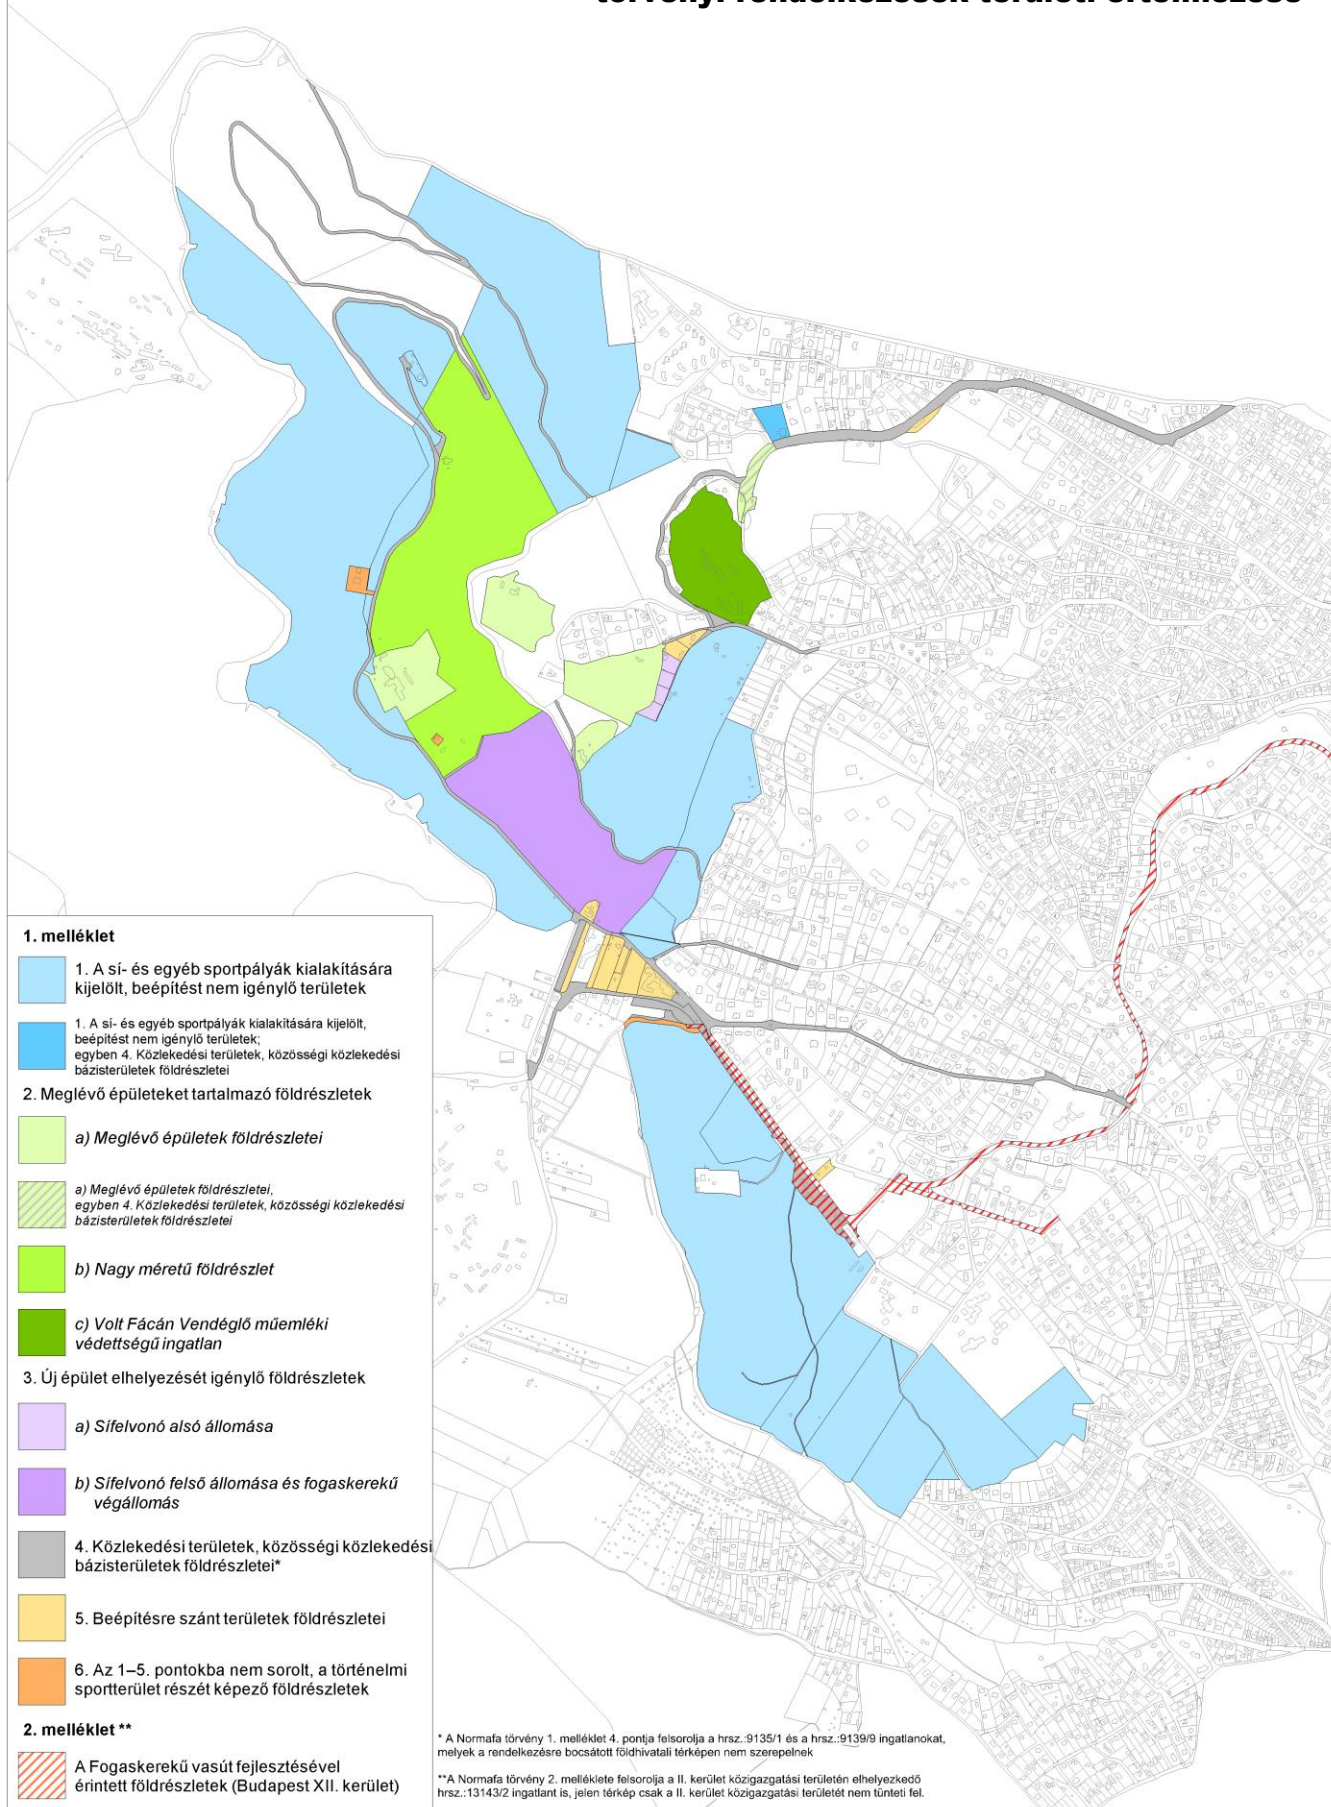 törvényi rendelkezések területi értelmezése
1. melléklet
1. A sí- és egyéb sportpályák kialakítására
kijelölt, beépítést nem igénylő területek
1. A sí- és egyéb sportpályák kialakítására kijelölt,
beépítést nem igénylő területek;
egyben 4. Közlekedési területek, közösségi közlekedési
bázisterületek földrészletei
2. Meglévő épületeket tartalmazó földrészletek
a) Meglévő épületek földrészletei
a) Meglévő épületek földrészletei,
egyben 4. Közlekedési területek, közösségi közlekedési
bázisterületek földrészletei
b) Nagy méretű földrészlet
c) Volt Fácán Vendéglő műemléki
védettségű ingatlan
3. Új épület elhelyezését igénylő földrészletek
a) Sífelvonó alsó állomása
b) Sífelvonó felső állomása és fogaskerekű
végállomás
4. Közlekedési területek, közösségi közlekedési
bázisterületek földrészletei*
5. Beépítésre szánt területek földrészletei
6. Az 1–5. pontokba nem sorolt, a történelmi
sportterület részét képező földrészletek
2. melléklet **
A Fogaskerekű vasút fejlesztésével
érintett földrészletek (Budapest XII. kerület)
* A Normafa törvény 1. melléklet 4. pontja felsorolja a hrsz.:9135/1 és a hrsz.:9139/9 ingatlanokat,
melyek a rendelkezésre bocsátott földhivatali térképen nem szerepelnek
**A Normafa törvény 2. melléklete felsorolja a II. kerület közigazgatási területén elhelyezkedő
hrsz.:13143/2 ingatlant is, jelen térkép csak a II. kerület közigazgatási területét nem tünteti fel.